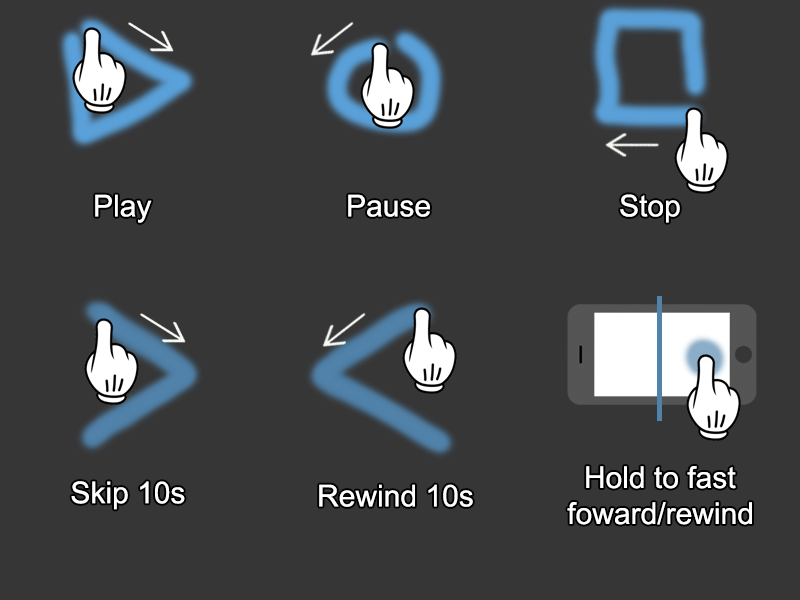 Play
Pause
Stop
Skip 10s
Rewind 10s
Hold to fast
foward/rewind